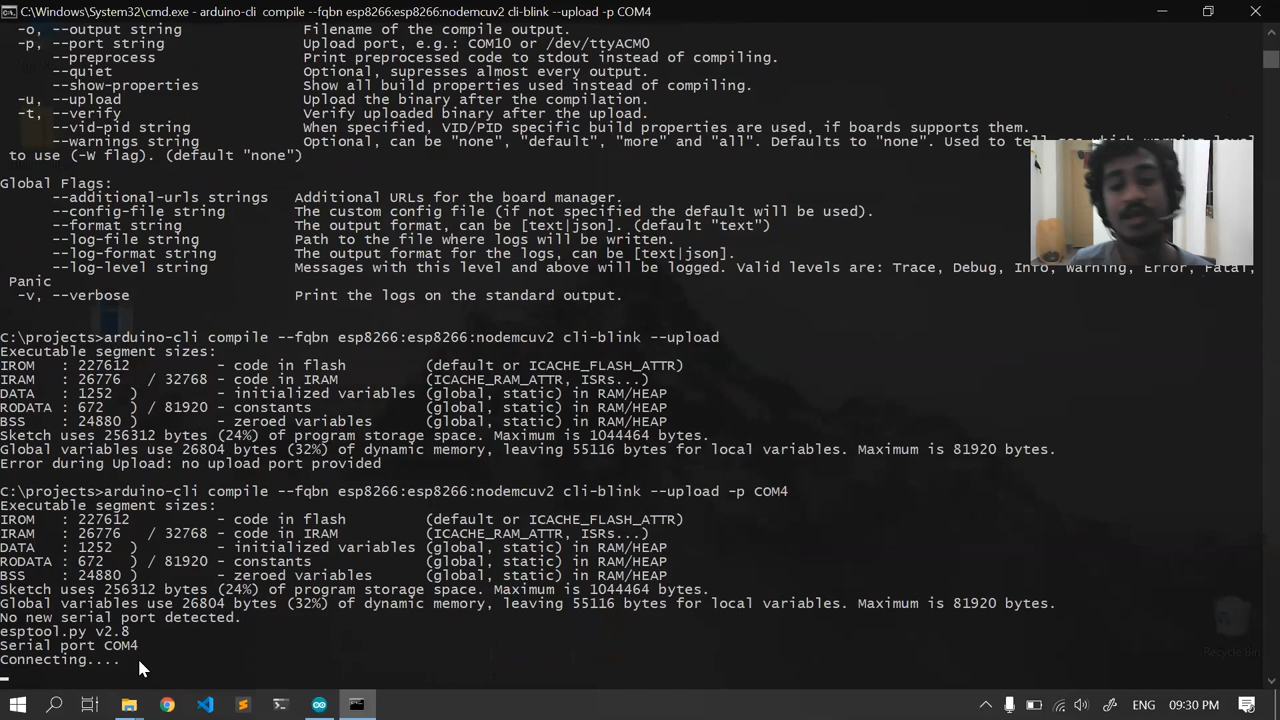 C:\Windows\System32\cmd.exe - arduino-cli  compile --fqbn esp8266:esp8266:nodemcuv2 cli-blink --upload -p COM4
-o, --output string Filename of the compile output.
-p, --port string Upload port, e.g.: COM10 or /dev/ttyACM0
--preprocess Print preprocessed code to stdout instead of compiling.
--quiet Optional, supresses almost every output.
--show-properties Show all build properties used instead of compiling.
-u, --upload Upload the binary after the compilation.
-t, --verify Verify uploaded binary after the upload.
--vid-pid string When specified, VID/PID specific build properties are used, if boards supports them.
--warnings string Optional, can be "none", "default", "more" and "all". Defaults to "none". Used to tell gcc which warning level
to use (-W flag). (default "none")
Global Flags:
--additional-urls strings Additional URLs for the board manager.
--config-file string The custom config file (if not specified the default will be used).
--format string The output format, can be [text|json]. (default "text")
--log-file string Path to the file where logs will be written.
--log-format string The output format for the logs, can be [text|json].
--log-level string Messages with this level and above will be logged. Valid levels are: Trace, Debug, Info, Warning, Error, Fatal,
Panic
-v, --verbose Print the logs on the standard output.
C:\projects>arduino-cli compile --fqbn esp8266:esp8266:nodemcuv2 cli-blink --upload
Executable segment sizes:
IROM : 227612 - code in flash (default or ICACHE_FLASH_ATTR)
IRAM : 26776 / 32768 - code in IRAM (ICACHE_RAM_ATTR, ISRs...)
DATA : 1252 ) - initialized variables (global, static) in RAM/HEAP
RODATA : 672 ) / 81920 - constants (global, static) in RAM/HEAP
BSS : 24880 ) - zeroed variables (global, static) in RAM/HEAP
Sketch uses 256312 bytes (24%) of program storage space. Maximum is 1044464 bytes.
Global variables use 26804 bytes (32%) of dynamic memory, leaving 55116 bytes for local variables. Maximum is 81920 bytes.
Error during Upload: no upload port provided
C:\projects>arduino-cli compile --fqbn esp8266:esp8266:nodemcuv2 cli-blink --upload -p COM4
Executable segment sizes:
IROM : 227612 - code in flash (default or ICACHE_FLASH_ATTR)
IRAM : 26776 / 32768 - code in IRAM (ICACHE_RAM_ATTR, ISRs...)
DATA : 1252 ) - initialized variables (global, static) in RAM/HEAP
RODATA : 672 ) / 81920 - constants (global, static) in RAM/HEAP
BSS : 24880 ) - zeroed variables (global, static) in RAM/HEAP
Sketch uses 256312 bytes (24%) of program storage space. Maximum is 1044464 bytes.
Global variables use 26804 bytes (32%) of dynamic memory, leaving 55116 bytes for local variables. Maximum is 81920 bytes.
No new serial port detected.
esptool.py v2.8
Serial port COM4
Connecting....
Recycle Bin
ENG 09:30 PM